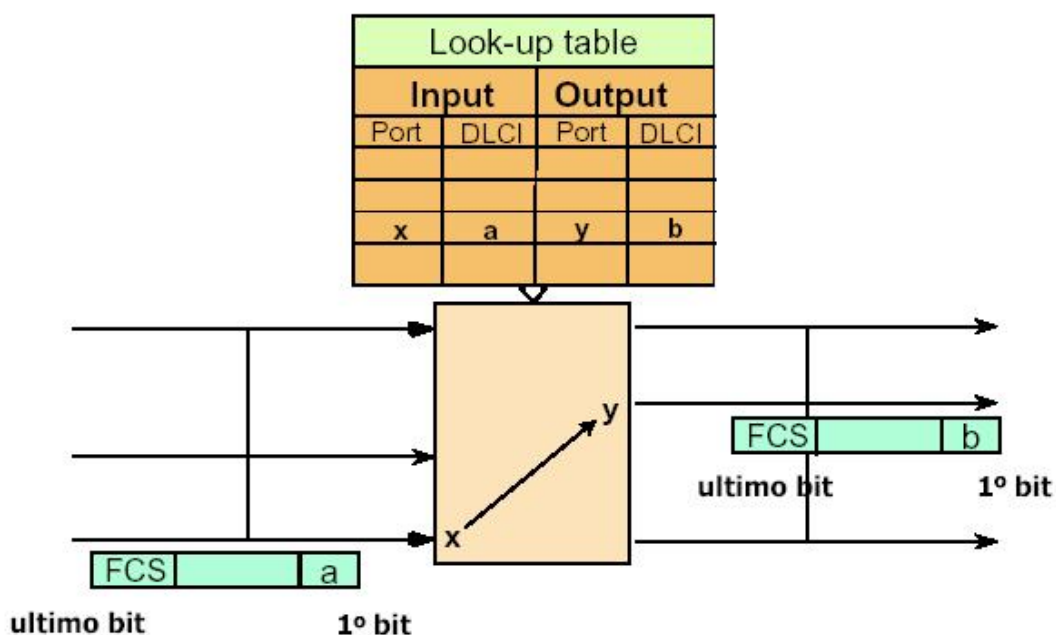 Look-up table
Input Output
Port DLCI Port DLCI
x a y b
y
x
FCS b
ultimo bit 1º bit
FCS a
ultimo bit 1º bit